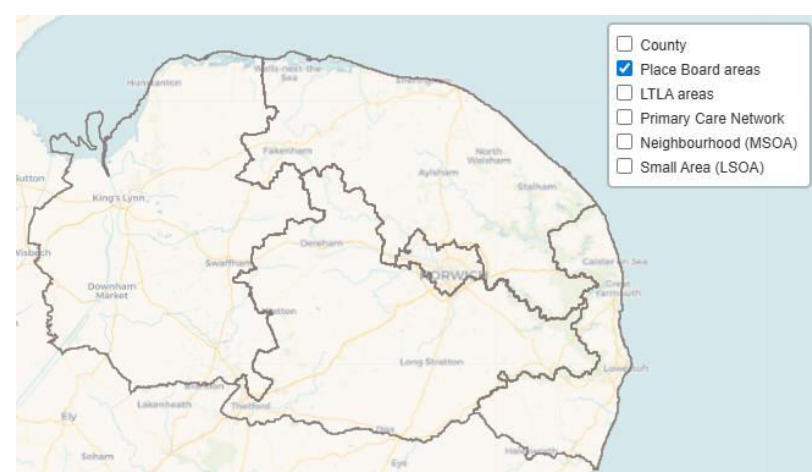 County
Place Board areas
LTLA areas
Primary Care Network
Neighbourhood (MSOA)
Small Area (LSOA)
Hunstanton
Wells-next-the-
Sea
Sheringham
Fakenham
North
Walsham
Aylsham
Stalham
Sutton
King's Lynn
Wisbech
Dereham
Swaffham
NORWICH
Caister-on-Sea
Great
Yarmouth
Downham
Market
Watton
Long Stratton
Lowestoft
Brandon
Lakenheath
Thetford
Ely
Diss
Halesworth
Soham
Eye